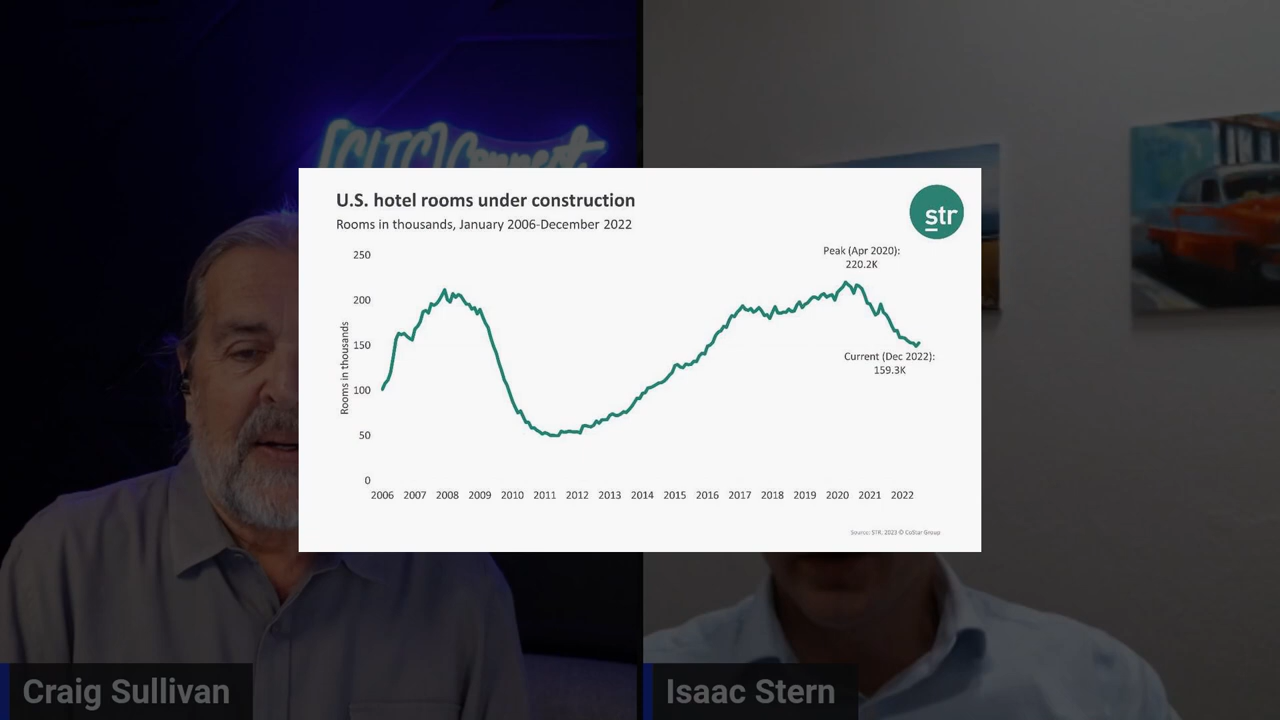 [CLIC]Connect
U.S. hotel rooms under construction
Rooms in thousands, January 2006-December 2022
str
Peak (Apr 2020):
220.2K
250
200
150
100
50
0
Rooms in thousands
Current (Dec 2022):
159.3K
2006 2007 2008 2009 2010 2011 2012 2013 2014 2015 2016 2017 2018 2019 2020 2021 2022
Source: STR, 2023 © CoStar Group
Craig Sullivan
Isaac Stern